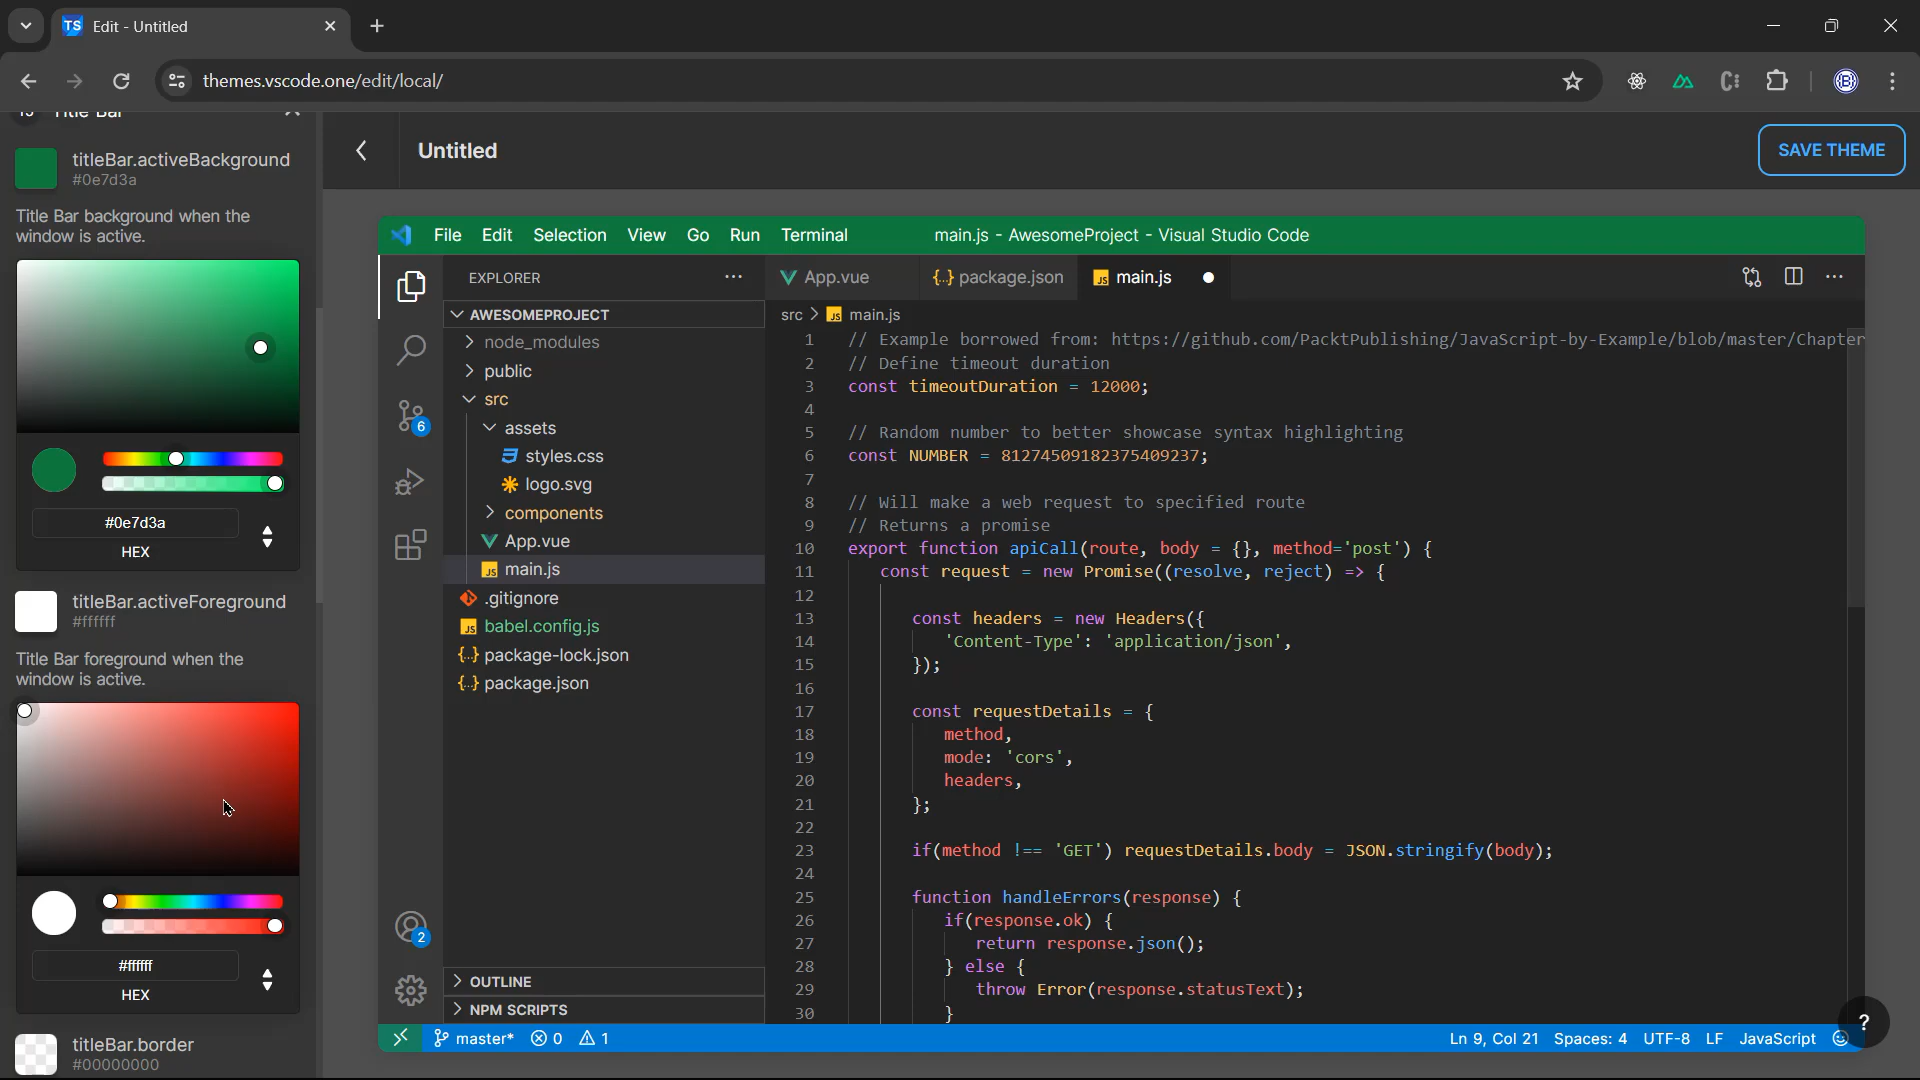 TS Edit - Untitled
themes.vscode.one/edit/local/
Title Bar
titleBar.activeBackground
#0e7d3a
Title Bar background when the
window is active.
#0e7d3a
HEX
titleBar.activeForeground
#ffffff
Title Bar foreground when the
window is active.
#ffffff
HEX
titleBar.border
#00000000
Untitled
SAVE THEME
File Edit Selection View Go Run Terminal main.js - AwesomeProject - Visual Studio Code
6
2
EXPLORER
AWESOMEPROJECT
node_modules
public
src
assets
styles.css
logo.svg
components
App.vue
JS main.js
.gitignore
JS babel.config.js
{..} package-lock.json
{..} package.json
OUTLINE
NPM SCRIPTS
App.vue {..} package.json JS main.js
src > JS main.js
1 // Example borrowed from: https://github.com/PacktPublishing/JavaScript-by-Example/blob/master/Chapter
2 // Define timeout duration
3 const timeoutDuration = 12000;
4
5 // Random number to better showcase syntax highlighting
6 const NUMBER = 81274509182375409237;
7
8 // Will make a web request to specified route
9 // Returns a promise
10 export function apiCall(route, body = {}, method='post') {
11 const request = new Promise((resolve, reject) => {
12
13 const headers = new Headers({
14 'Content-Type': 'application/json',
15 });
16
17 const requestDetails = {
18 method,
19 mode: 'cors',
20 headers,
21 };
22
23 if(method !== 'GET') requestDetails.body = JSON.stringify(body);
24
25 function handleErrors(response) {
26 if(response.ok) {
27 return response.json();
28 } else {
29 throw Error(response.statusText);
30 }
master* 0 1 Ln 9, Col 21 Spaces: 4 UTF-8 LF JavaScript
?